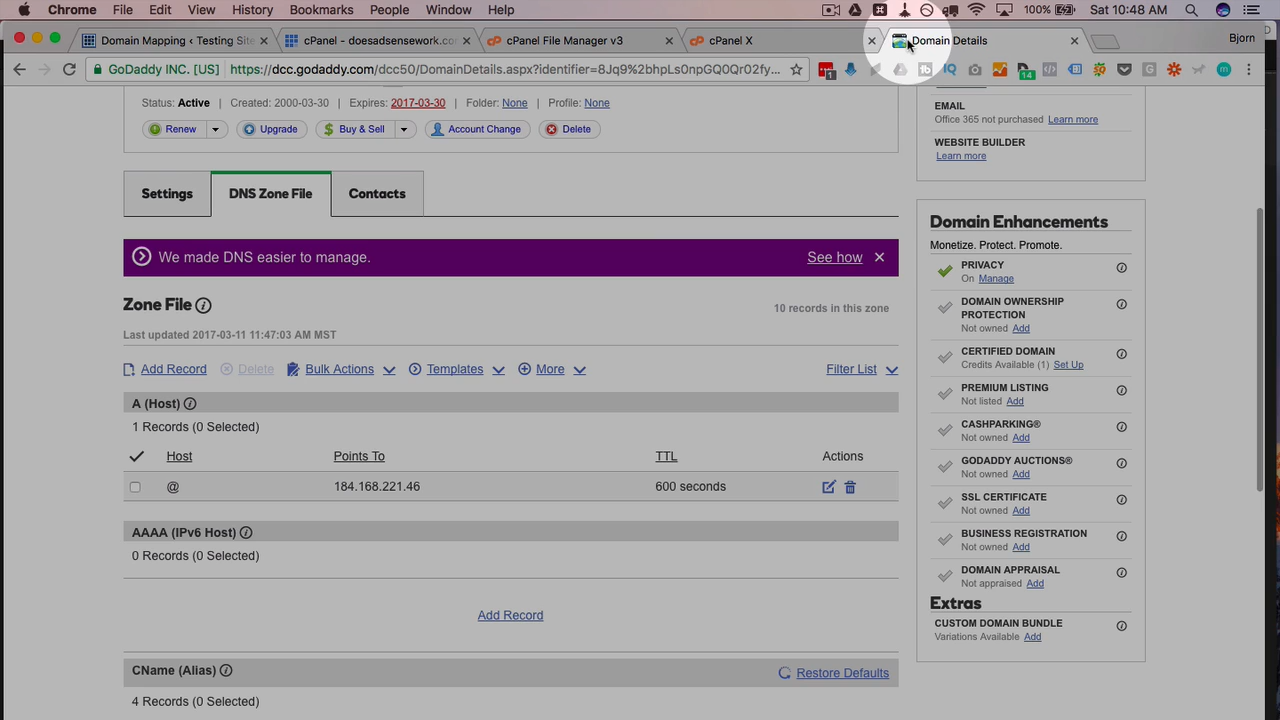 Chrome File Edit View History Bookmarks People Window Help 100% Sat 10:48 AM
Domain Mapping ‹ Testing Site cPanel - doesadsensework.co cPanel File Manager v3 cPanel X Domain Details Bjorn
GoDaddy INC. [US] https://dcc.godaddy.com/dcc50/DomainDetails.aspx?identifier=8Jq9%2bhpLs0npGQ0Qr02fy... 1 14
Status: Active Created: 2000-03-30 Expires: 2017-03-30 Folder: None Profile: None
Renew Upgrade Buy & Sell Account Change Delete
Settings DNS Zone File Contacts
We made DNS easier to manage. See how
Zone File
10 records in this zone
Last updated 2017-03-11 11:47:03 AM MST
Add Record Delete Bulk Actions Templates More Filter List
A (Host)
1 Records (0 Selected)
Host Points To TTL Actions
@ 184.168.221.46 600 seconds
AAAA (IPv6 Host)
0 Records (0 Selected)
Add Record
CName (Alias) Restore Defaults
4 Records (0 Selected)
EMAIL
Office 365 not purchased Learn more
WEBSITE BUILDER
Learn more
Domain Enhancements
Monetize. Protect. Promote.
PRIVACY
On Manage
DOMAIN OWNERSHIP
PROTECTION
Not owned Add
CERTIFIED DOMAIN
Credits Available (1) Set Up
PREMIUM LISTING
Not listed Add
CASHPARKING®
Not owned Add
GODADDY AUCTIONS®
Not owned Add
SSL CERTIFICATE
Not owned Add
BUSINESS REGISTRATION
Not owned Add
DOMAIN APPRAISAL
Not appraised Add
Extras
CUSTOM DOMAIN BUNDLE
Variations Available Add